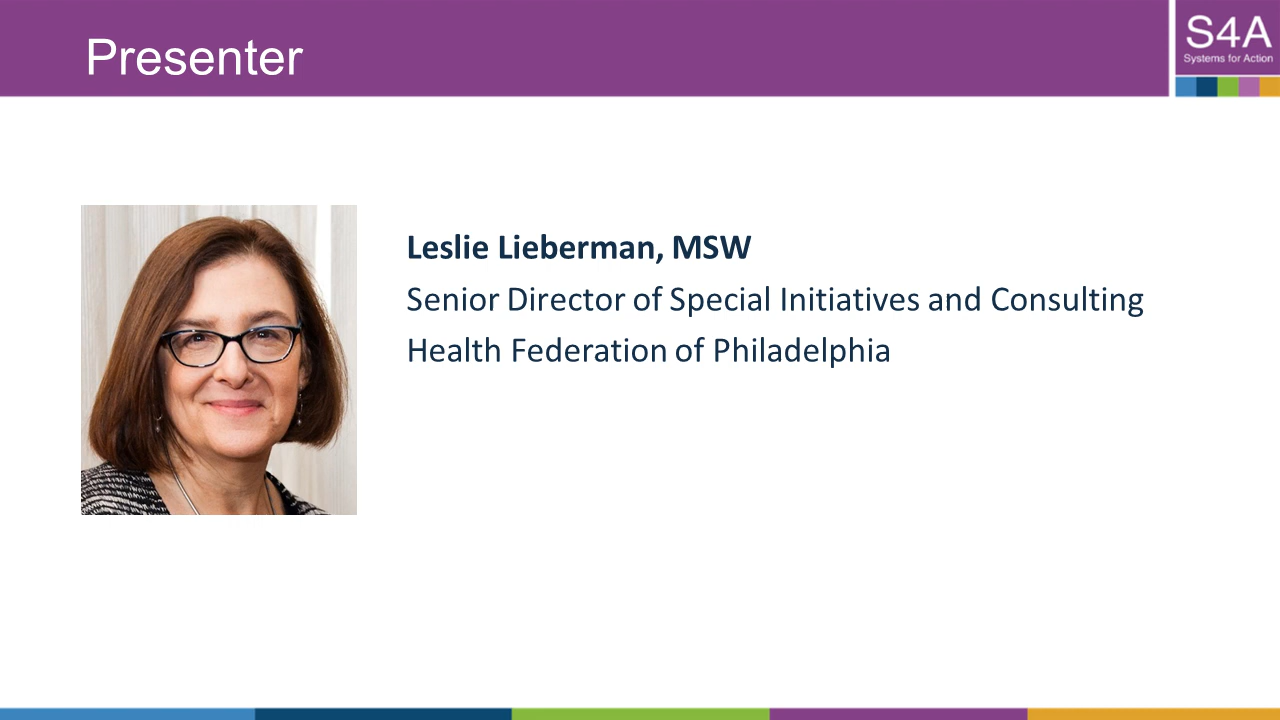 Presenter
S4A
Systems for Action
Leslie Lieberman, MSW
Senior Director of Special Initiatives and Consulting
Health Federation of Philadelphia